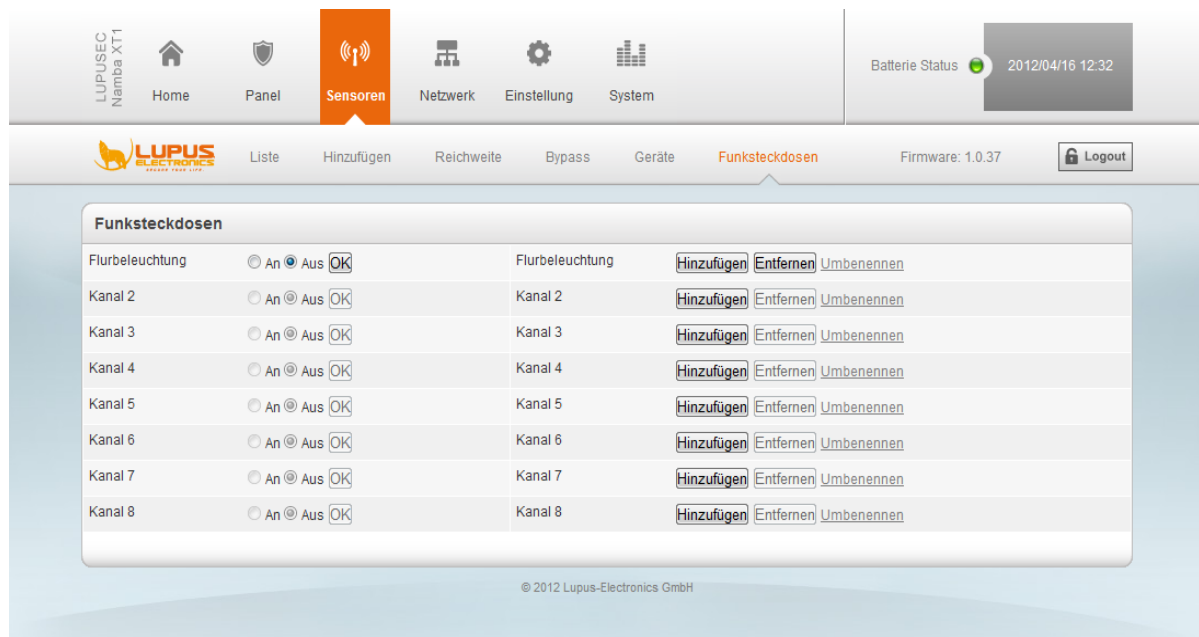 LUPUSEC
Namba XT1
Home Panel Sensoren Netzwerk Einstellung System
Batterie Status 2012/04/16 12:32
LUPUS
ELECTRONICS
Liste Hinzufügen Reichweite Bypass Geräte Funksteckdosen Firmware: 1.0.37 Logout
Funksteckdosen
Flurbeleuchtung An Aus OK Flurbeleuchtung Hinzufügen Entfernen Umbenennen
Kanal 2 An Aus OK Kanal 2 Hinzufügen Entfernen Umbenennen
Kanal 3 An Aus OK Kanal 3 Hinzufügen Entfernen Umbenennen
Kanal 4 An Aus OK Kanal 4 Hinzufügen Entfernen Umbenennen
Kanal 5 An Aus OK Kanal 5 Hinzufügen Entfernen Umbenennen
Kanal 6 An Aus OK Kanal 6 Hinzufügen Entfernen Umbenennen
Kanal 7 An Aus OK Kanal 7 Hinzufügen Entfernen Umbenennen
Kanal 8 An Aus OK Kanal 8 Hinzufügen Entfernen Umbenennen
© 2012 Lupus-Electronics GmbH